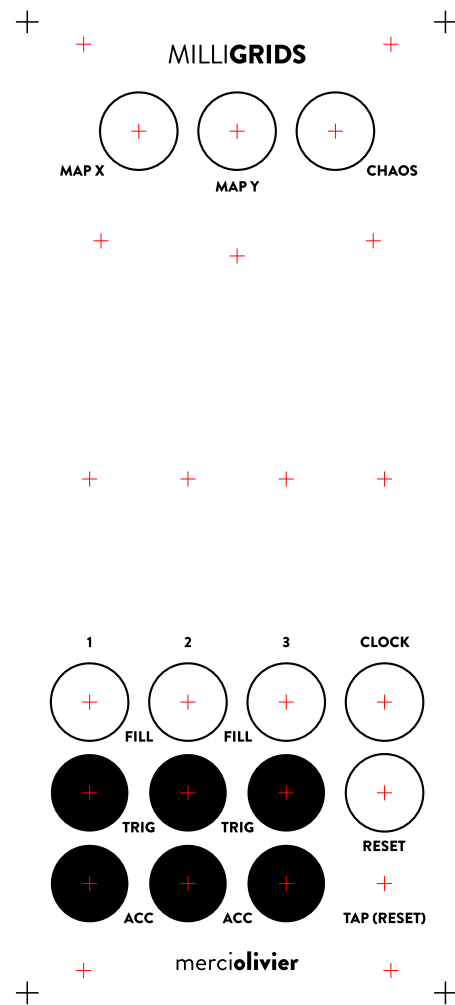 MILLIGRIDS
MAP X
CHAOS
MAP Y
1 2 3 CLOCK
FILL FILL
TRIG TRIG
RESET
ACC ACC TAP (RESET)
merciolivier